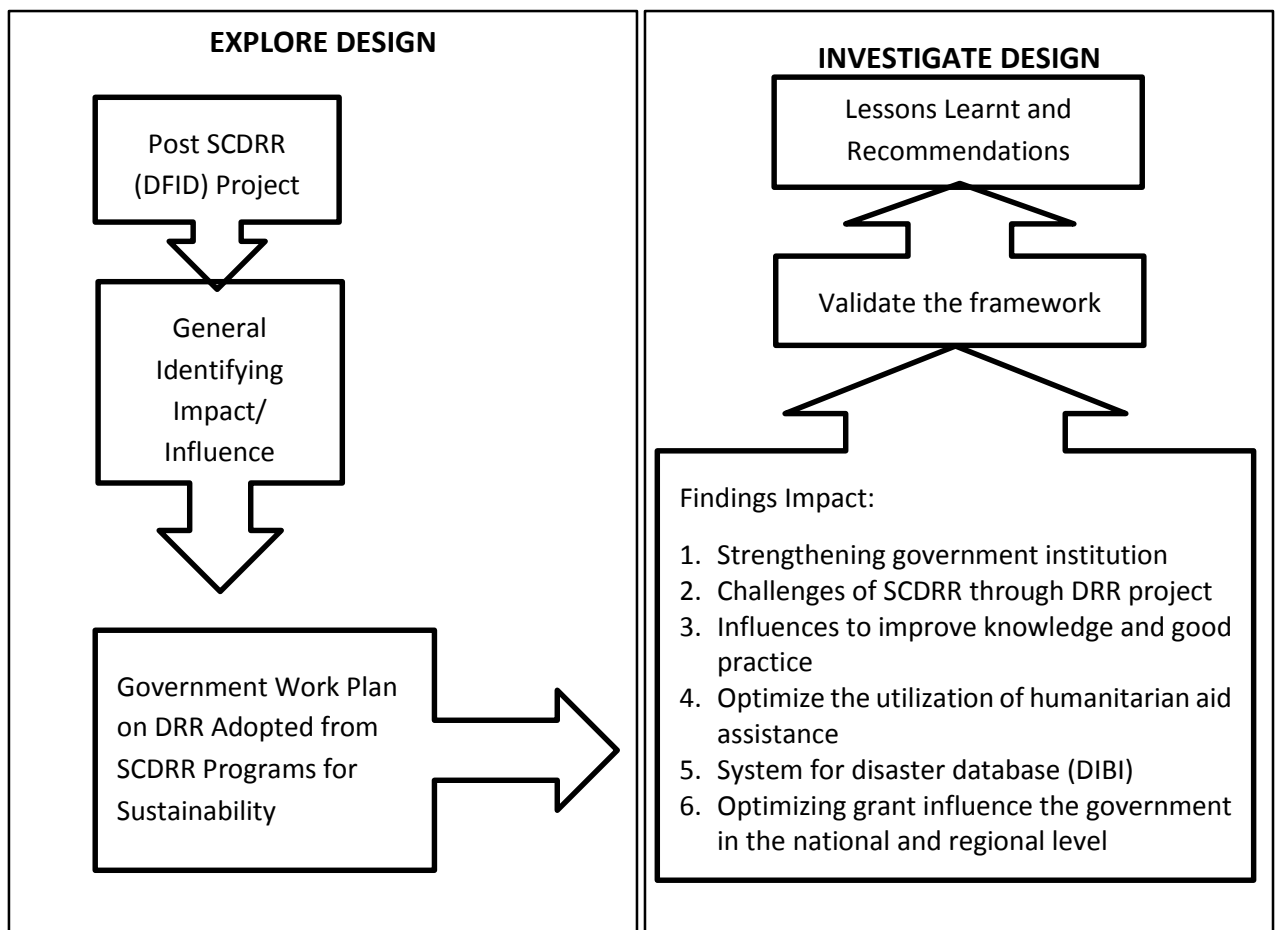 EXPLORE DESIGN
Post SCDRR
(DFID) Project
General
Identifying
Impact/
Influence
Government Work Plan
on DRR Adopted from
SCDRR Programs for
Sustainability
INVESTIGATE DESIGN
Lessons Learnt and
Recommendations
Validate the framework
Findings Impact:
1. Strengthening government institution
2. Challenges of SCDRR through DRR project
3. Influences to improve knowledge and good
practice
4. Optimize the utilization of humanitarian aid
assistance
5. System for disaster database (DIBI)
6. Optimizing grant influence the government
in the national and regional level